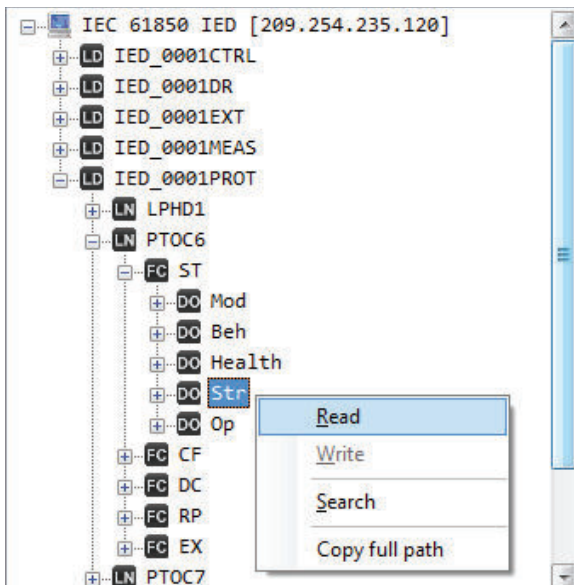 IEC 61850 IED [209.254.235.120]
LD IED_0001CTRL
LD IED_0001DR
LD IED_0001EXT
LD IED_0001MEAS
LD IED_0001PROT
LN LPHD1
LN PTOC6
FC ST
DO Mod
DO Beh
DO Health
DO Str
DO Op
Read
FC CF
Write
FC DC
Search
FC RP
FC EX
Copy full path
LN PTOC7